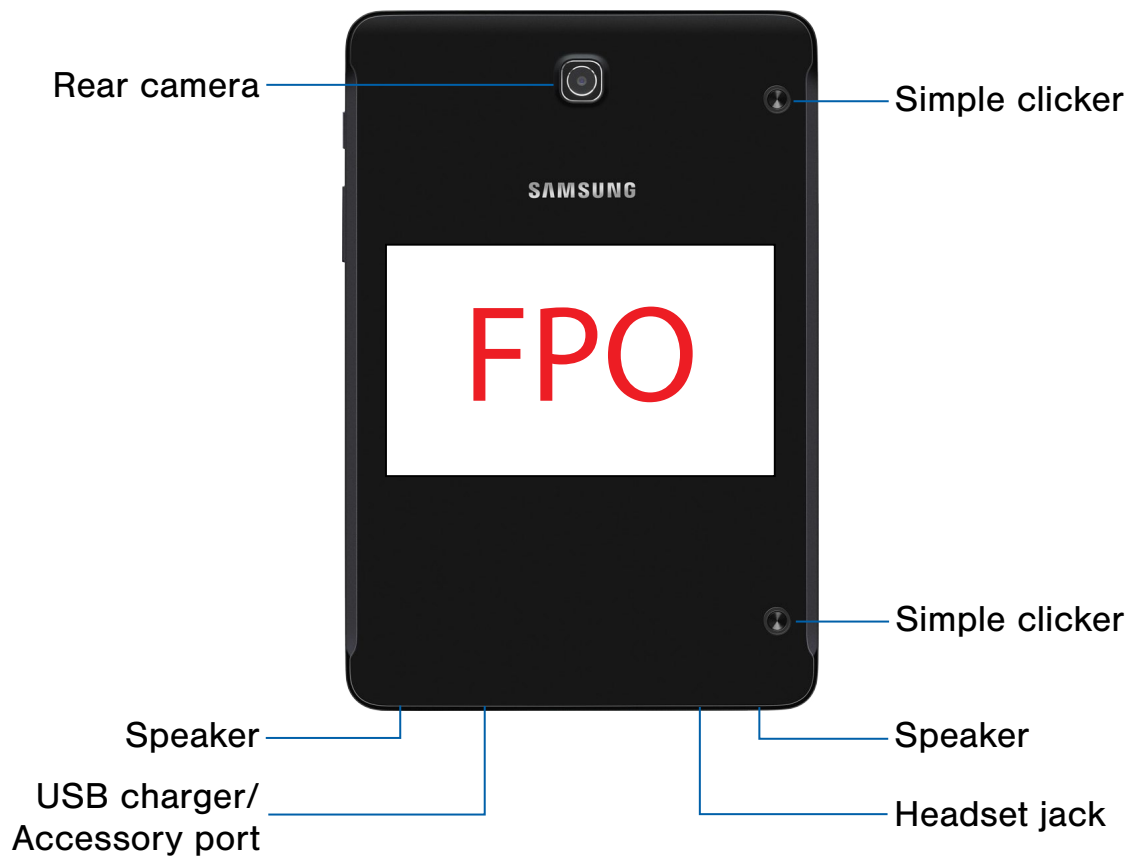 Rear camera
Simple clicker
SAMSUNG
FPO
Simple clicker
Speaker
Speaker
USB charger/
Accessory port
Headset jack